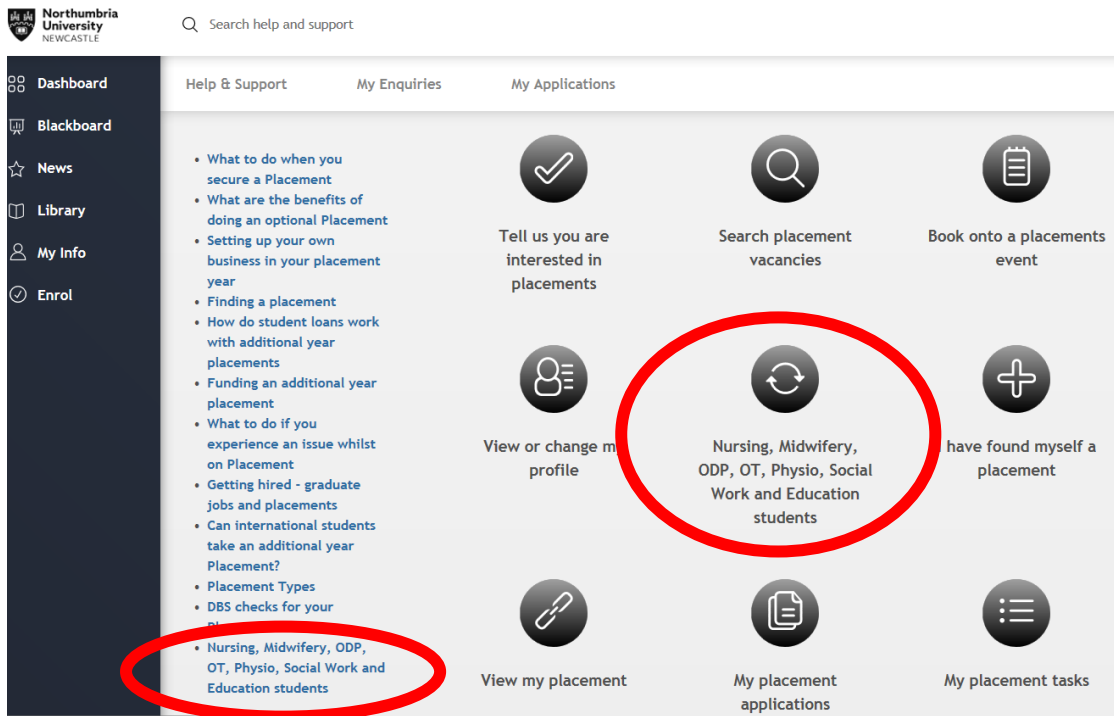 Northumbria
University
NEWCASTLE
Search help and support
Dashboard
Blackboard
News
Library
My Info
Enrol
Help & Support
My Enquiries
My Applications
• What to do when you
secure a Placement
• What are the benefits of
doing an optional Placement
• Setting up your own
business in your placement
year
• Finding a placement
• How do student loans work
with additional year
placements
• Funding an additional year
placement
• What to do if you
experience an issue whilst
on Placement
• Getting hired - graduate
jobs and placements
• Can international students
take an additional year
Placement?
• Placement Types
• DBS checks for your
• Nursing, Midwifery, ODP,
OT, Physio, Social Work and
Education students
Tell us you are
interested in
placements
Search placement
vacancies
Book onto a placements
event
View or change
profile
Nursing, Midwifery,
ODP, OT, Physio, Social
Work and Education
students
have found myself a
placement
View my placement
My placement
applications
My placement tasks